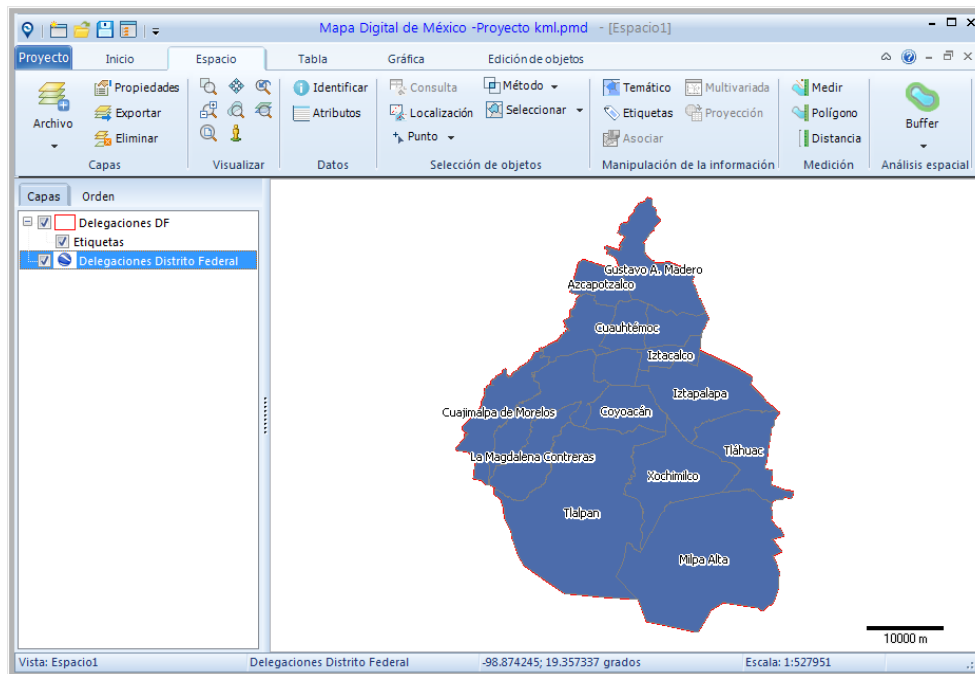 Mapa Digital de México -Proyecto kml.pmd - [Espacio1]
Proyecto Inicio Espacio Tabla Gráfica Edición de objetos
Archivo
Propiedades
Exportar
Eliminar
Capas
Visualizar
Identificar
Atributos
Datos
Consulta
Localización
Punto
Método
Seleccionar
Selección de objetos
Temático
Etiquetas
Asociar
Multivariada
Proyección
Manipulación de la información
Medir
Polígono
Distancia
Medición
Buffer
Análisis espacial
Capas Orden
Delegaciones DF
Etiquetas
Delegaciones Distrito Federal
Gustavo A. Madero
Azcapotzalco
Cuauhtémoc
Iztacalco
Iztapalapa
Cuajimalpa de Morelos
Coyoacán
Tláhuac
La Magdalena Contreras
Xochimilco
Tlalpan
Milpa Alta
10000 m
Vista: Espacio1 Delegaciones Distrito Federal -98.874245; 19.357337 grados Escala: 1:527951